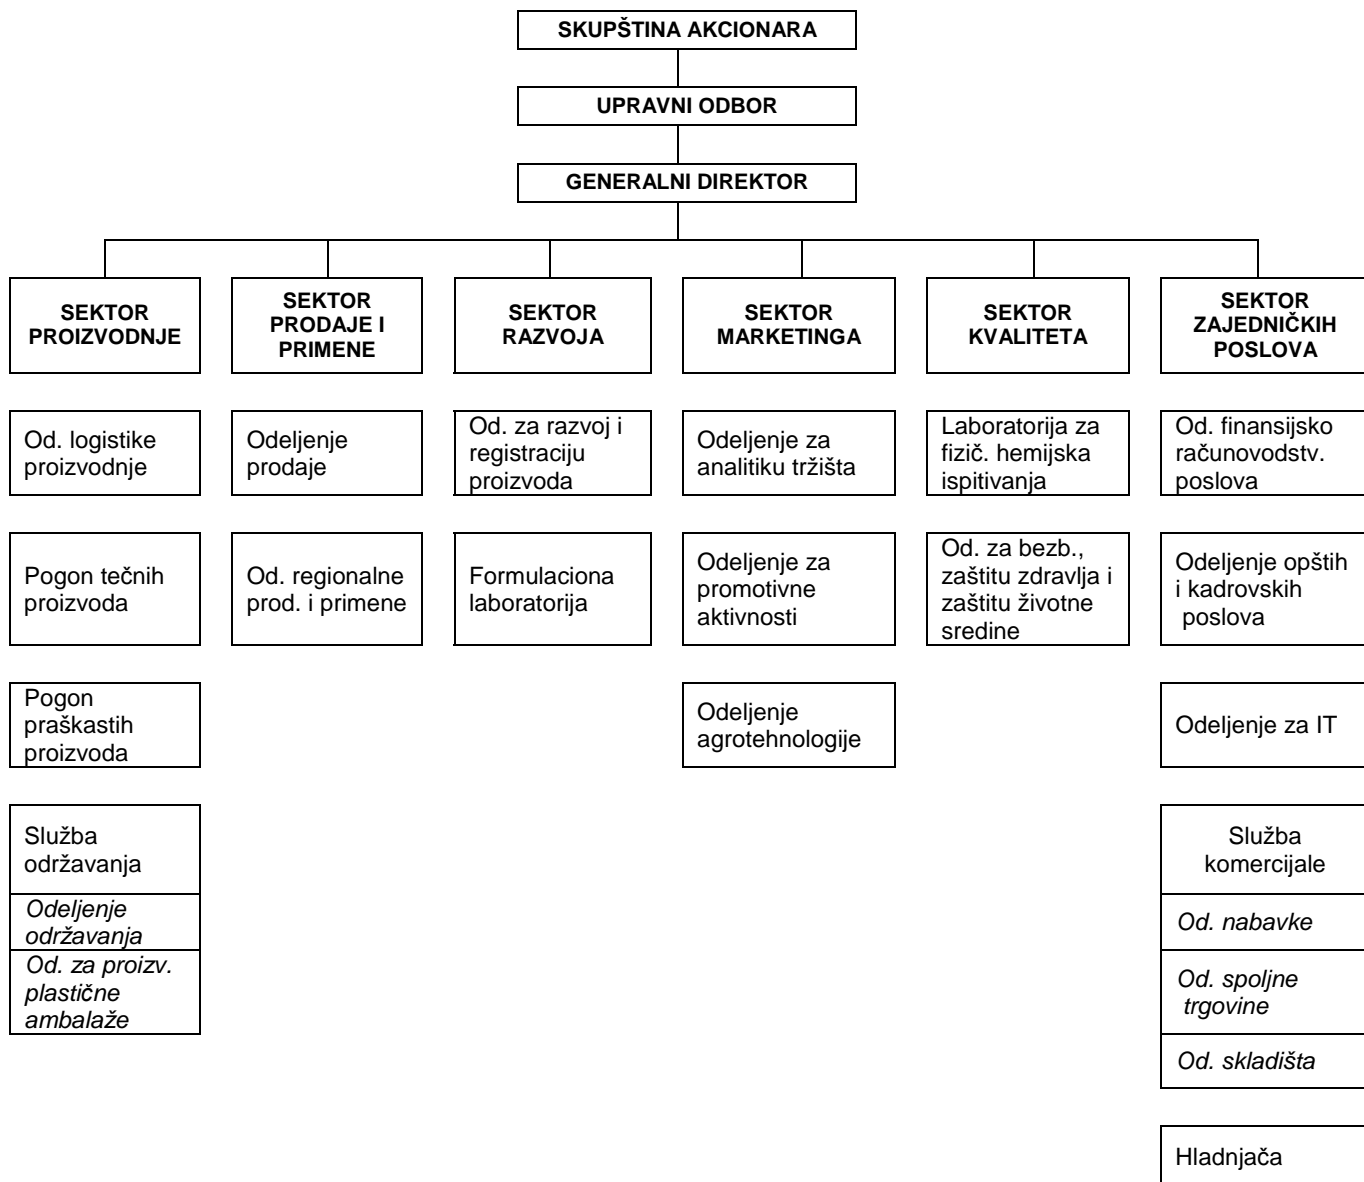 SKUPŠTINA AKCIONARA
UPRAVNI ODBOR
GENERALNI DIREKTOR
SEKTOR
PROIZVODNJE
SEKTOR
PRODAJE I
PRIMENE
SEKTOR
RAZVOJA
SEKTOR
MARKETINGA
SEKTOR
KVALITETA
SEKTOR
ZAJEDNIČKIH
POSLOVA
Od. logistike
proizvodnje
Odeljenje
prodaje
Od. za razvoj i
registraciju
proizvoda
Odeljenje za
analitiku tržišta
Laboratorija za
fizič. hemijska
ispitivanja
Od. finansijsko
računovodstv.
poslova
Pogon tečnih
proizvoda
Od. regionalne
prod. i primene
Formulaciona
laboratorija
Odeljenje za
promotivne
aktivnosti
Od. za bezb.,
zaštitu zdravlja i
zaštitu životne
sredine
Odeljenje opštih
i kadrovskih
poslova
Pogon
praškastih
proizvoda
Odeljenje
agrotehnologije
Odeljenje za IT
Služba
održavanja
Odeljenje
održavanja
Od. za proizv.
plastične
ambalaže
Služba
komercijale
Od. nabavke
Od. spoljne
trgovine
Od. skladišta
Hladnjača